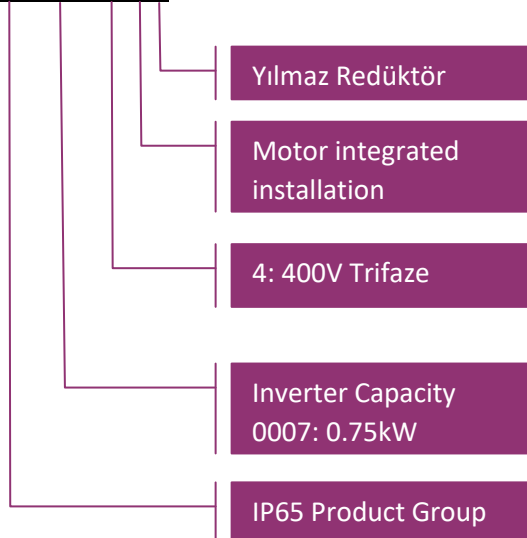 Yılmaz Redüktör
Motor integrated
installation
4: 400V Trifaze
Inverter Capacity
0007: 0.75kW
IP65 Product Group